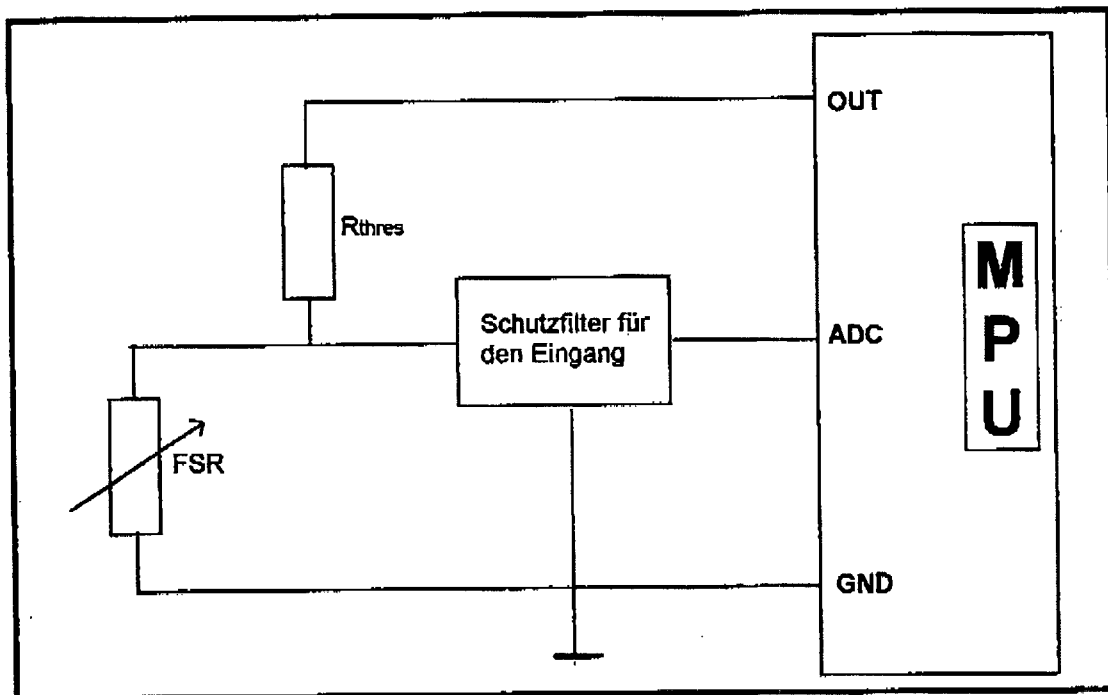 OUT
Rthres
Schutzfilter für
den Eingang
ADC
FSR
GND
M
P
U